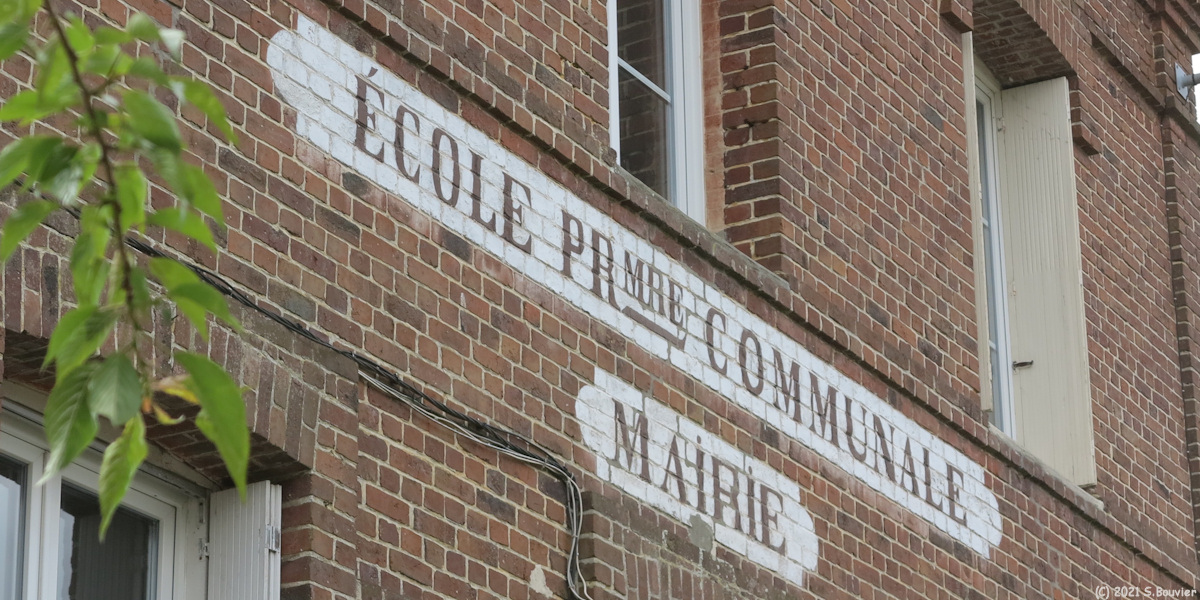 ÉCOLE PRMRE COMMUNALE
MAiRiE
(C) 2021 S.Bouvier